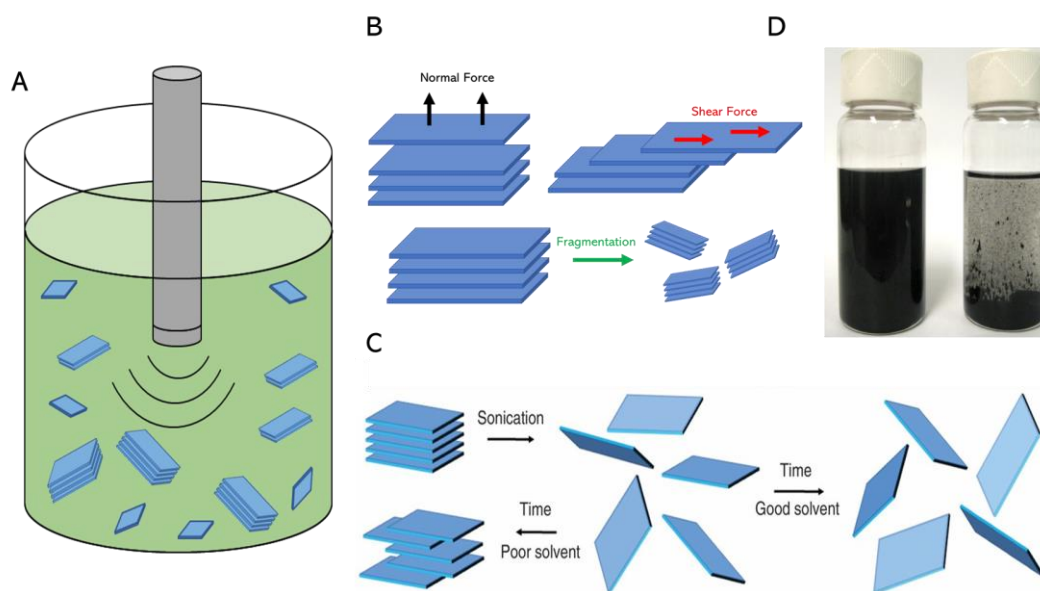 A
B
Normal Force
Shear Force
Fragmentation
D
C
Sonication
Time
Good solvent
Time
Poor solvent